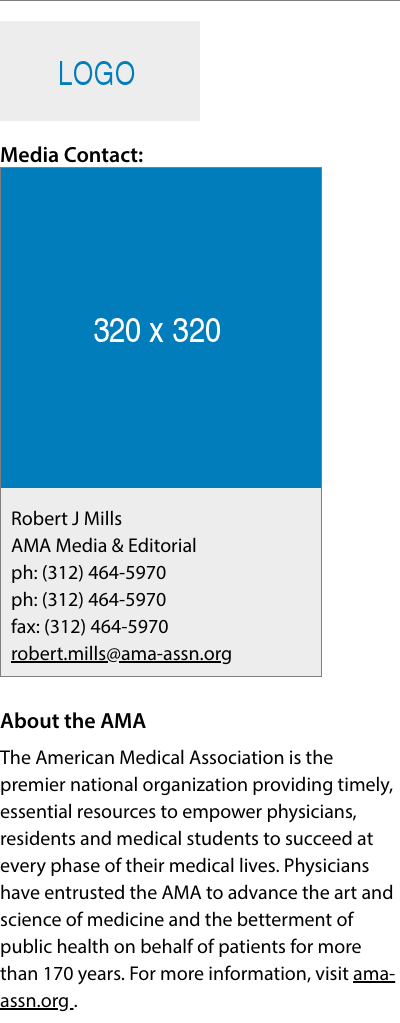 LOGO
Media Contact:
320 x 320
Robert J Mills
AMA Media & Editorial
ph: (312) 464-5970
ph: (312) 464-5970
fax: (312) 464-5970
robert.mills@ama-assn.org
About the AMA
The American Medical Association is the
premier national organization providing timely,
essential resources to empower physicians,
residents and medical students to succeed at
every phase of their medical lives. Physicians
have entrusted the AMA to advance the art and
science of medicine and the betterment of
public health on behalf of patients for more
than 170 years. For more information, visit ama-
assn.org .